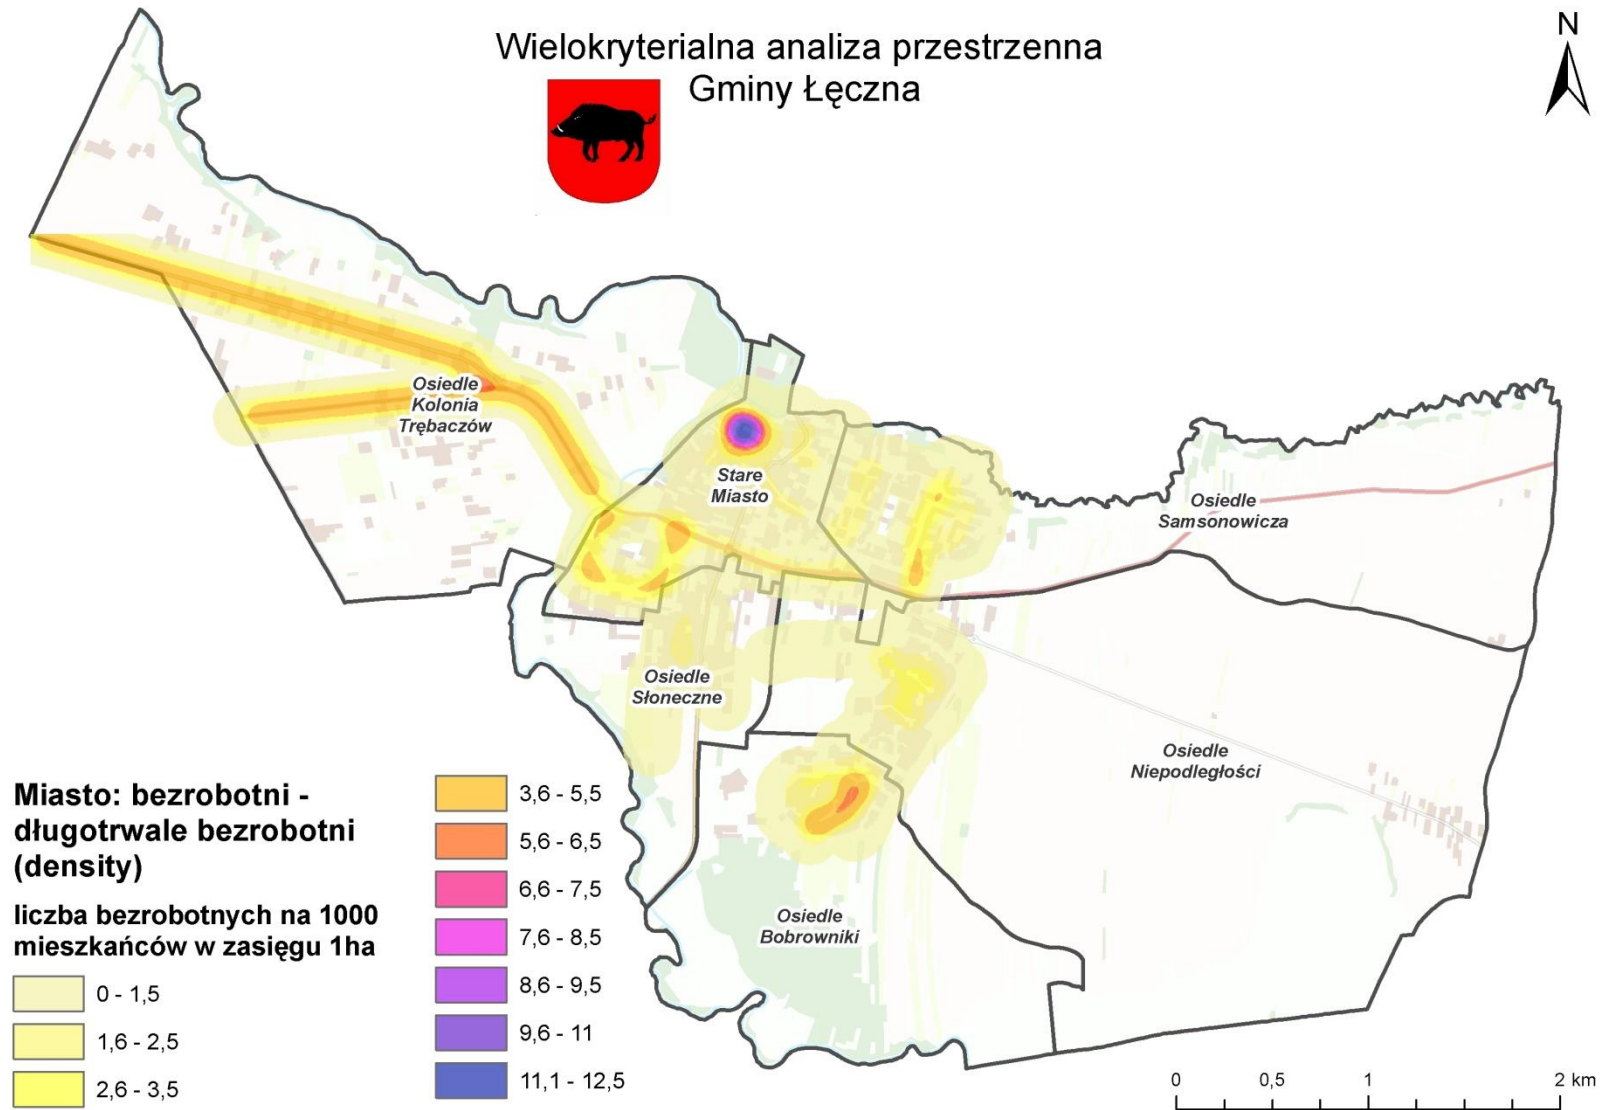 Wielokryterialna analiza przestrzenna
Gminy Łęczna
N
Osiedle
Kolonia
Trębaczów
Stare
Miasto
Osiedle
Samsonowicza
Osiedle
Słoneczne
Osiedle
Niepodległości
Osiedle
Bobrowniki
Miasto: bezrobotni -
długotrwale bezrobotni
(density)
liczba bezrobotnych na 1000
mieszkańców w zasięgu 1ha
0 - 1,5
1,6 - 2,5
2,6 - 3,5
3,6 - 5,5
5,6 - 6,5
6,6 - 7,5
7,6 - 8,5
8,6 - 9,5
9,6 - 11
11,1 - 12,5
0 0,5 1 2 km